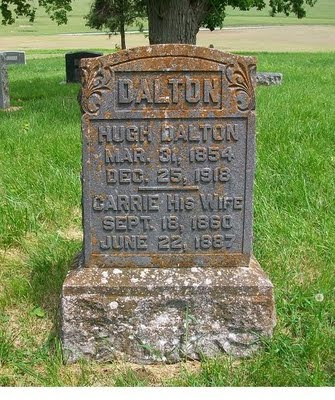 DALTON
HUGH DALTON
MAR. 31, 1854
DEC. 25, 1918
CARRIE HIS WIFE
SEPT. 18, 1860
JUNE 22, 1887